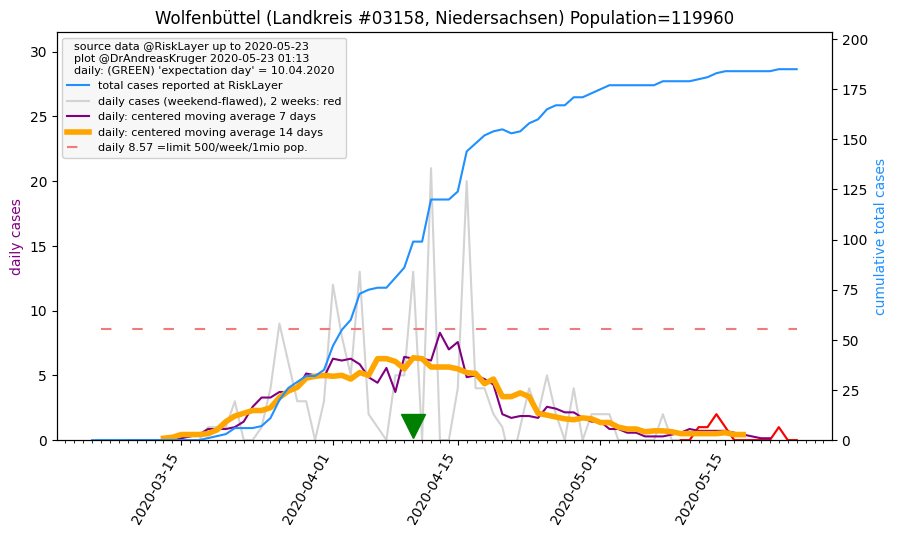 Wolfenbüttel (Landkreis #03158, Niedersachsen) Population=119960
source data @RiskLayer up to 2020-05-23
plot @DrAndreasKruger 2020-05-23 01:13
daily: (GREEN) 'expectation day' = 10.04.2020
total cases reported at RiskLayer
daily cases (weekend-flawed), 2 weeks: red
daily: centered moving average 7 days
daily: centered moving average 14 days
daily 8.57 =limit 500/week/1mio pop.
daily cases
30
25
20
15
10
5
0
cumulative total cases
200
175
150
125
100
75
50
25
0
2020-03-15
2020-04-01
2020-04-15
2020-05-01
2020-05-15